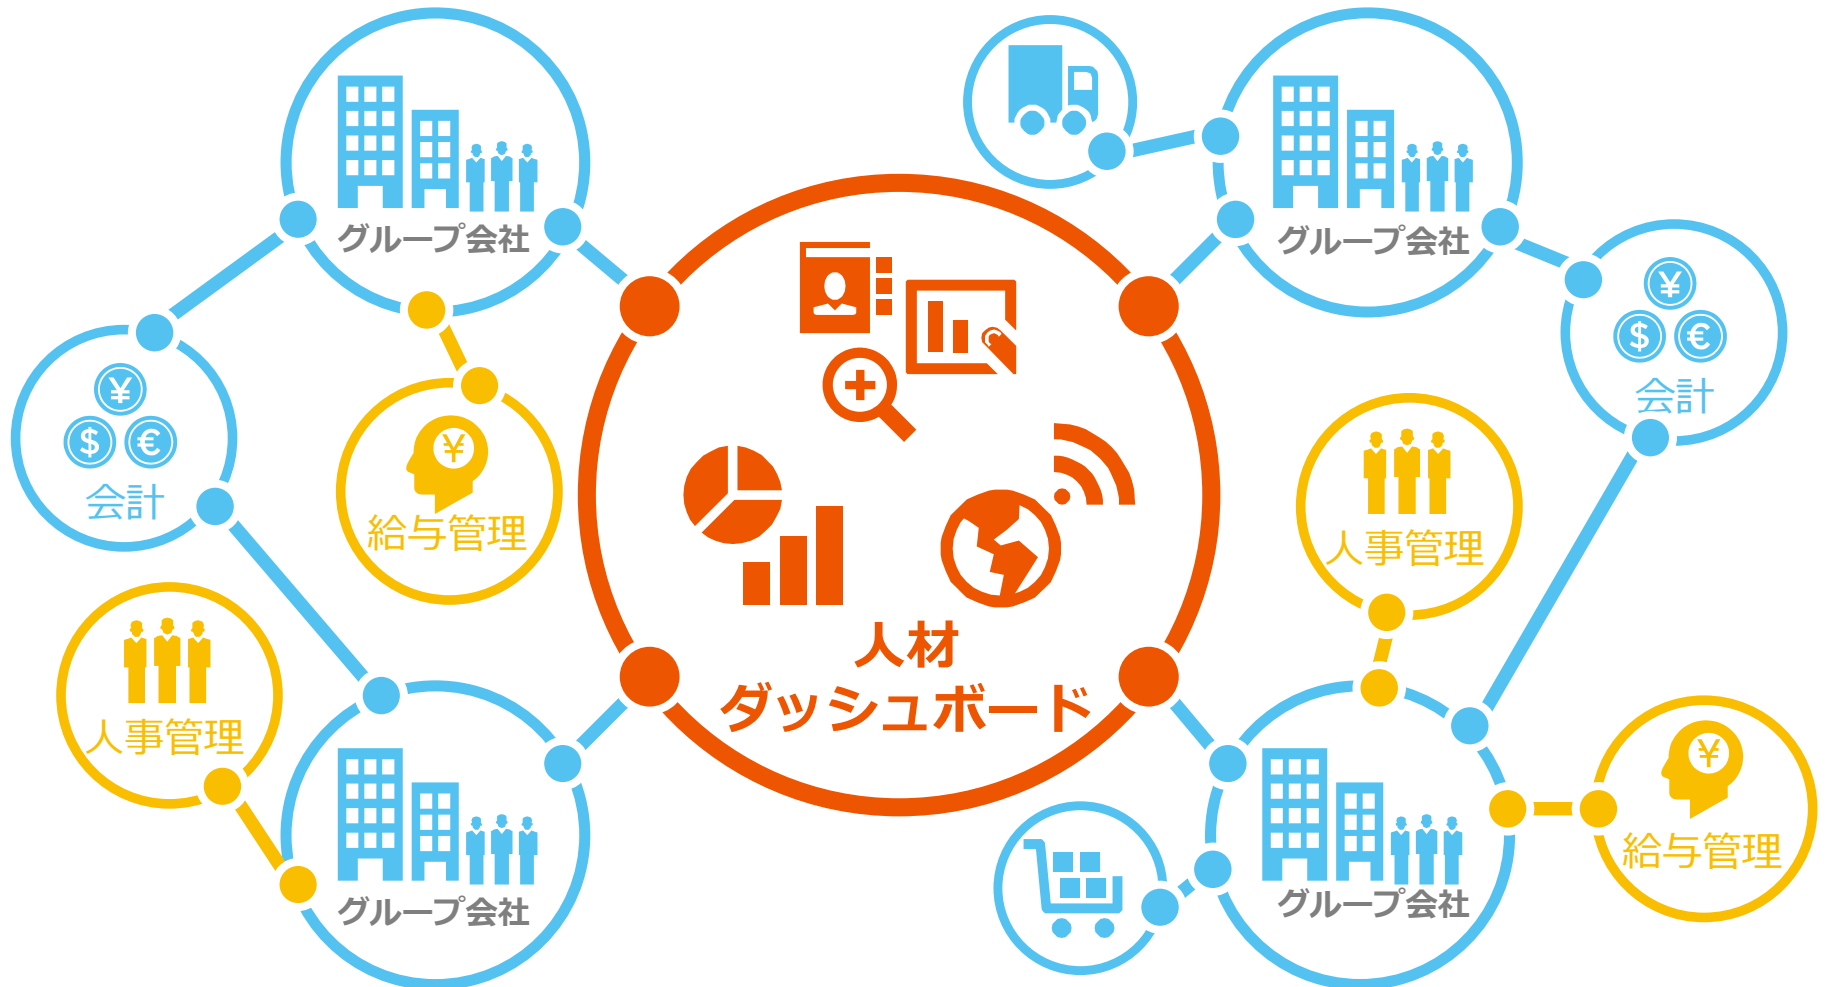 グループ会社
グループ会社
¥
$ €
会計
¥
$ €
会計
¥
給与管理
人事管理
人材
ダッシュボード
人事管理
¥
給与管理
グループ会社
グループ会社